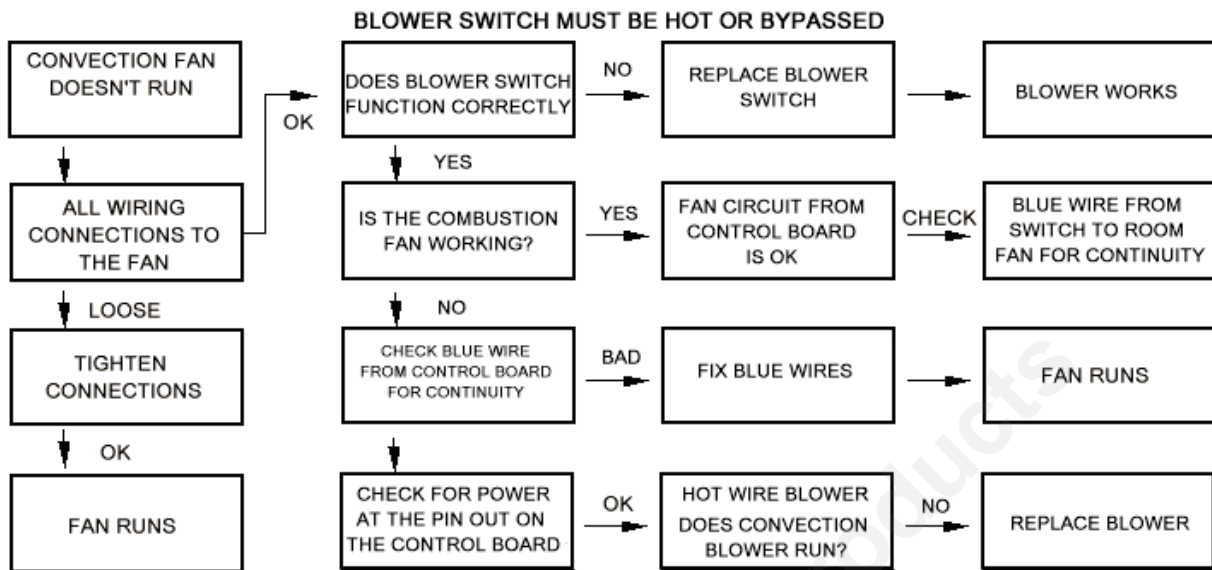 BLOWER SWITCH MUST BE HOT OR BYPASSED
CONVECTION FAN
DOESN'T RUN
OK
DOES BLOWER SWITCH
FUNCTION CORRECTLY
NO
REPLACE BLOWER
SWITCH
BLOWER WORKS
YES
ALL WIRING
CONNECTIONS TO
THE FAN
IS THE COMBUSTION
FAN WORKING?
YES
FAN CIRCUIT FROM
CONTROL BOARD
IS OK
CHECK
BLUE WIRE FROM
SWITCH TO ROOM
FAN FOR CONTINUITY
LOOSE
NO
TIGHTEN
CONNECTIONS
CHECK BLUE WIRE
FROM CONTROL BOARD
FOR CONTINUITY
BAD
FIX BLUE WIRES
FAN RUNS
OK
FAN RUNS
CHECK FOR POWER
AT THE PIN OUT ON
THE CONTROL BOARD
OK
HOT WIRE BLOWER
DOES CONVECTION
BLOWER RUN?
NO
REPLACE BLOWER